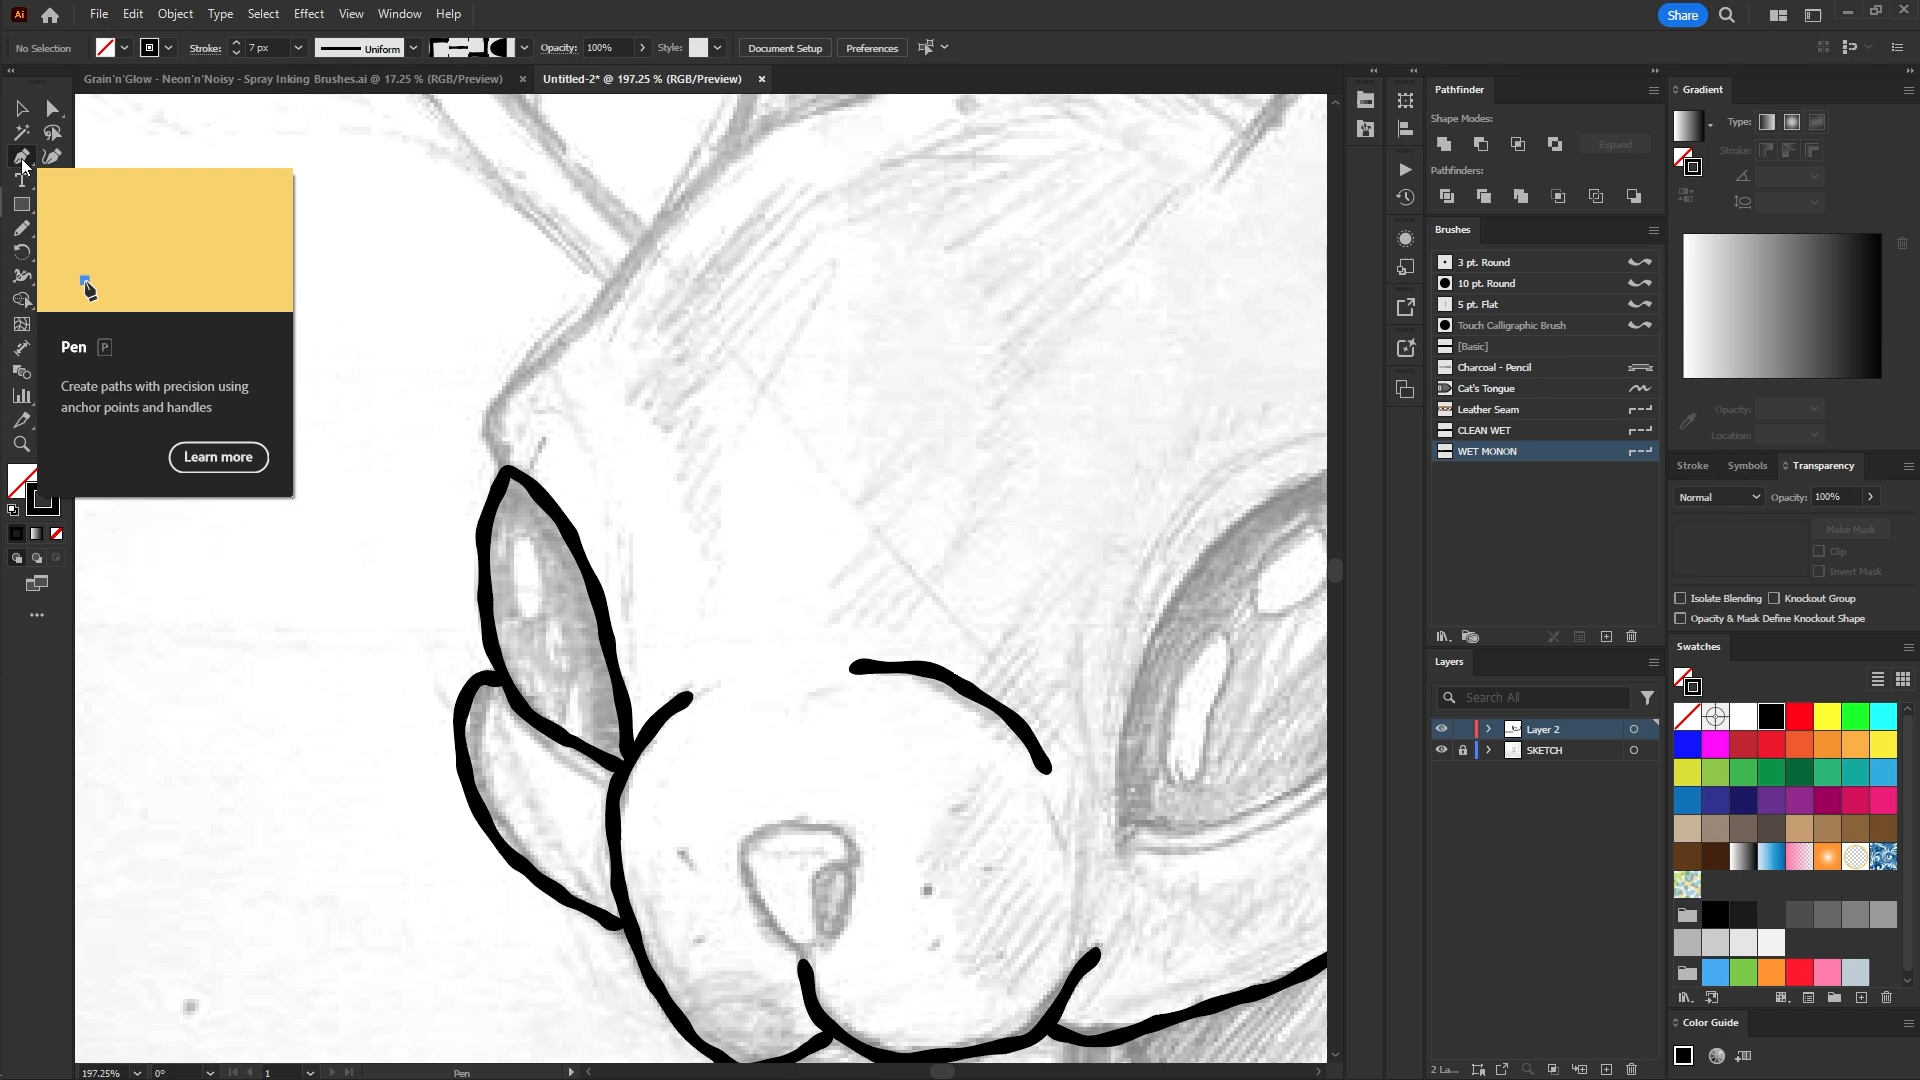 Ai File Edit Object Type Select Effect View Window Help Share
No Selection Stroke: 7 px Uniform Opacity: 100% Style: Document Setup Preferences
Grain'n'Glow - Neon'n'Noisy - Spray Inking Brushes.ai @ 17.25 % (RGB/Preview) × Untitled-2* @ 197.25 % (RGB/Preview) ×
Pen P
Create paths with precision using
anchor points and handles
Learn more
Pathfinder
Shape Modes:
Expand
Pathfinders:
Brushes
3 pt. Round
10 pt. Round
5 pt. Flat
Touch Calligraphic Brush
[Basic]
Charcoal - Pencil
Cat's Tongue
Leather Seam
CLEAN WET
WET MONON
Layers
Search All
Layer 2
SKETCH
2 La...
Gradient
Type:
Stroke:
Opacity:
Location:
Stroke Symbols Transparency
Normal Opacity: 100%
Make Mask
Clip
Invert Mask
Isolate Blending Knockout Group
Opacity & Mask Define Knockout Shape
Swatches
Color Guide
197.25% 0° 1 Pen